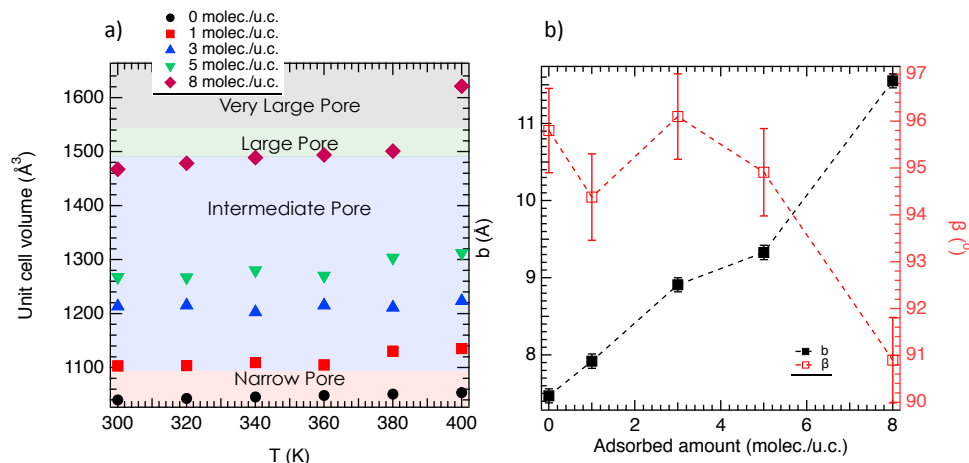 a)
0 molec./u.c.
1 molec./u.c.
3 molec./u.c.
5 molec./u.c.
8 molec./u.c.
Unit cell volume (Å³)
1600
1500
1400
1300
1200
1100
Very Large Pore
Large Pore
Intermediate Pore
Narrow Pore
300
320
340
360
380
400
T (K)
b)
b (Å)
11
10
9
8
b
β
97
96
95
94
93
92
91
90
β (°)
0
2
4
6
8
Adsorbed amount (molec./u.c.)